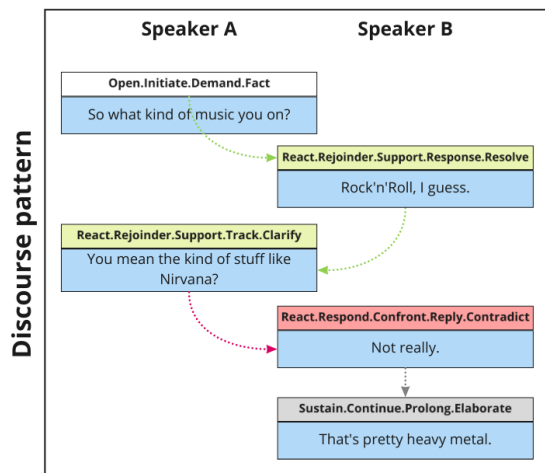 Speaker A
Speaker B
Discourse pattern
Open.Initiate.Demand.Fact
So what kind of music you on?
React.Rejoinder.Support.Response.Resolve
Rock'n'Roll, I guess.
React.Rejoinder.Support.Track.Clarify
You mean the kind of stuff like
Nirvana?
React.Respond.Confront.Reply.Contradict
Not really.
Sustain.Continue.Prolong.Elaborate
That's pretty heavy metal.